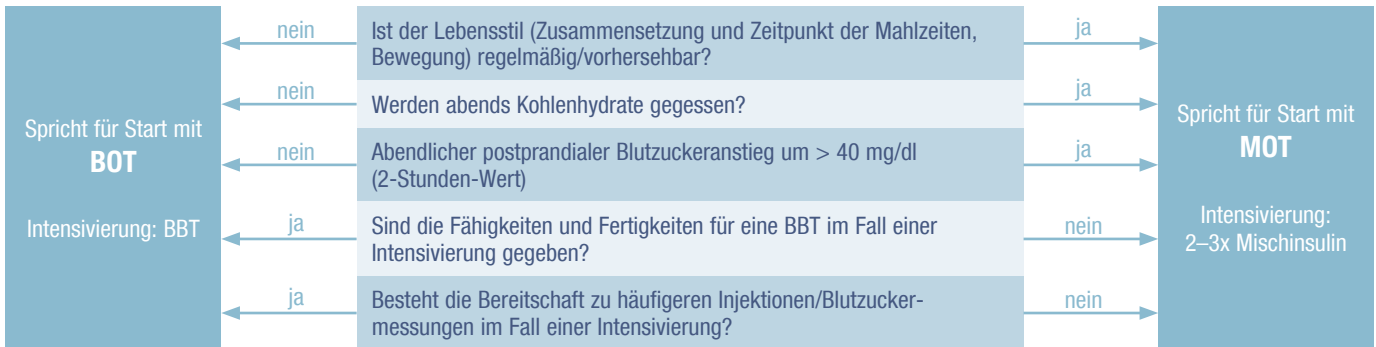 Spricht für Start mit
BOT
Intensivierung: BBT
nein
Ist der Lebensstil (Zusammensetzung und Zeitpunkt der Mahlzeiten,
Bewegung) regelmäßig/vorhersehbar?
ja
nein
Werden abends Kohlenhydrate gegessen?
ja
nein
Abendlicher postprandialer Blutzuckeranstieg um > 40 mg/dl
(2-Stunden-Wert)
ja
ja
Sind die Fähigkeiten und Fertigkeiten für eine BBT im Fall einer
Intensivierung gegeben?
nein
ja
Besteht die Bereitschaft zu häufigeren Injektionen/Blutzucker-
messungen im Fall einer Intensivierung?
nein
Spricht für Start mit
MOT
Intensivierung:
2–3x Mischinsulin